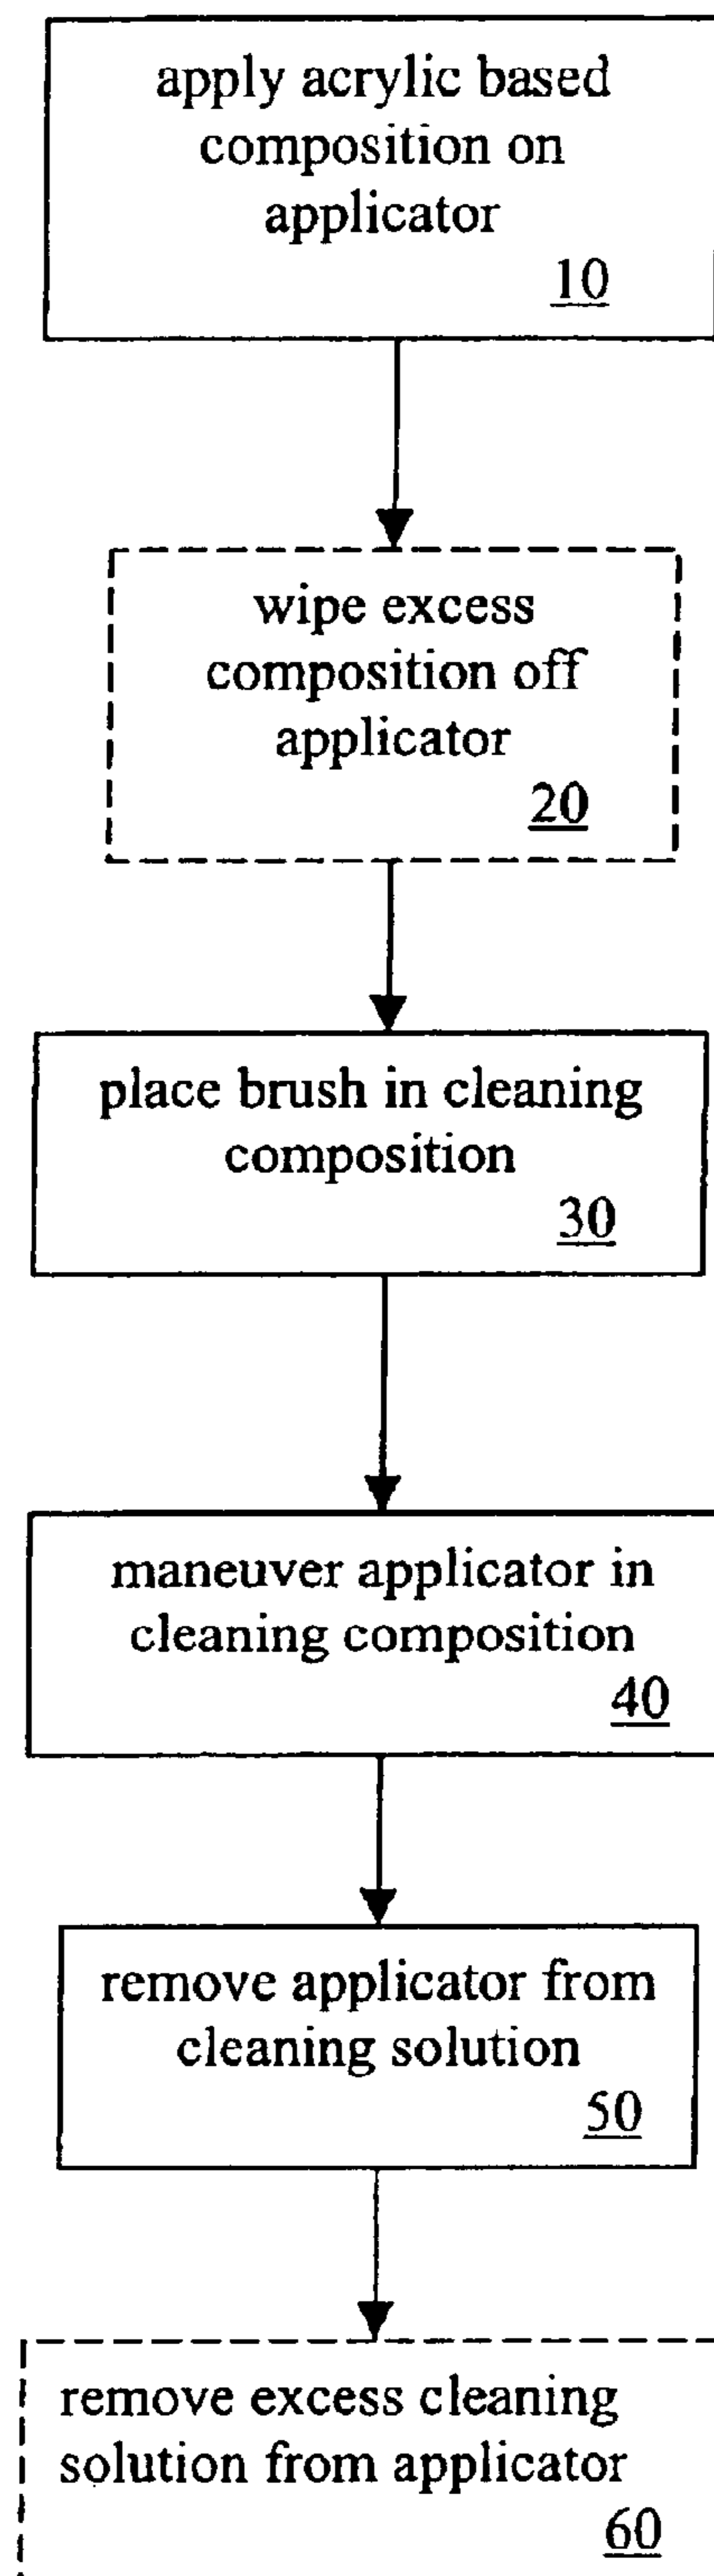 apply acrylic based
composition on
applicator
10
wipe excess
composition off
applicator
20
place brush in cleaning
composition
30
maneuver applicator in
cleaning composition
40
remove applicator from
cleaning solution
50
remove excess cleaning
solution from applicator
60